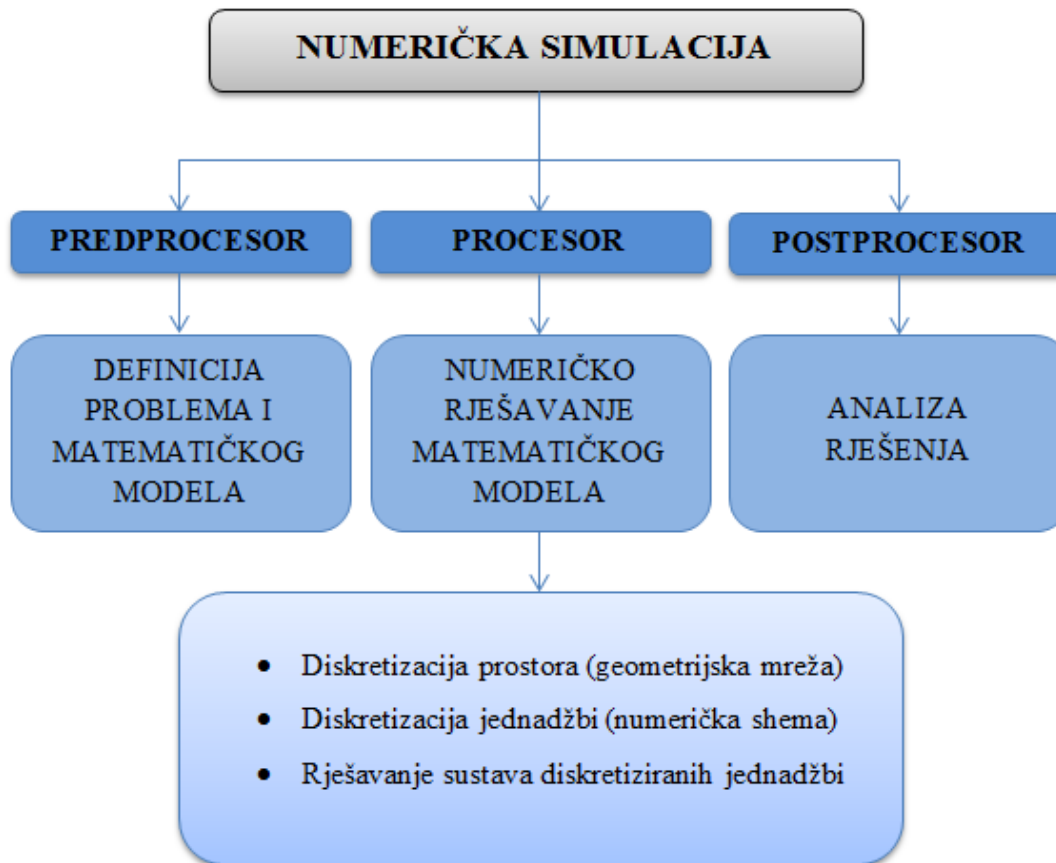 NUMERIČKA SIMULACIJA
PREDPROCESOR
PROCESOR
POSTPROCESOR
DEFINICIJA
PROBLEMA I
MATEMATIČKOG
MODELA
NUMERIČKO
RJEŠAVANJE
MATEMATIČKOG
MODELA
ANALIZA
RJEŠENJA
• Diskretizacija prostora (geometrijska mreža)
• Diskretizacija jednadžbi (numerička shema)
• Rješavanje sustava diskretiziranih jednadžbi